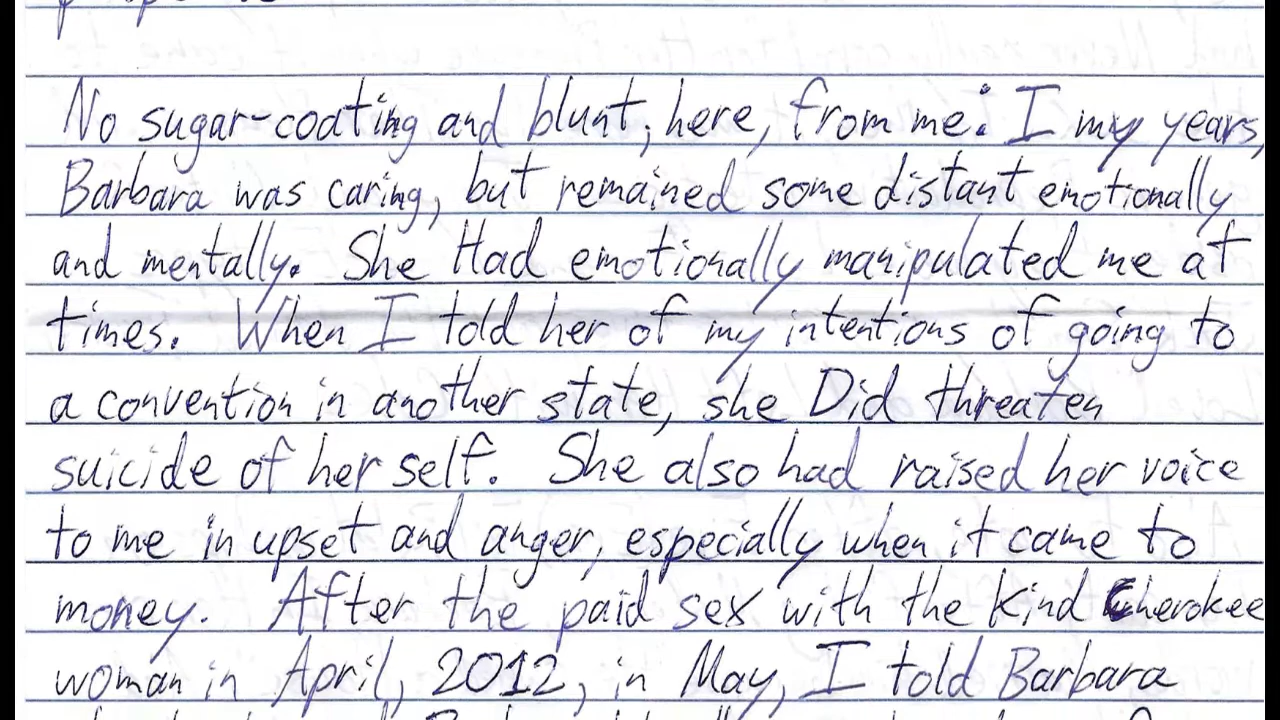 No sugar-coating and blunt, here, from me: I my years,
Barbara was caring, but remained some distant emotionally
and mentally. She Had emotionally manipulated me at
times. When I told her of my intentions of going to
a convention in another state, she Did threaten
suicide of her self. She also had raised her voice
to me in upset and anger, especially when it came to
money. After the paid sex with the kind Cherokee
woman in April, 2012, in May, I told Barbara